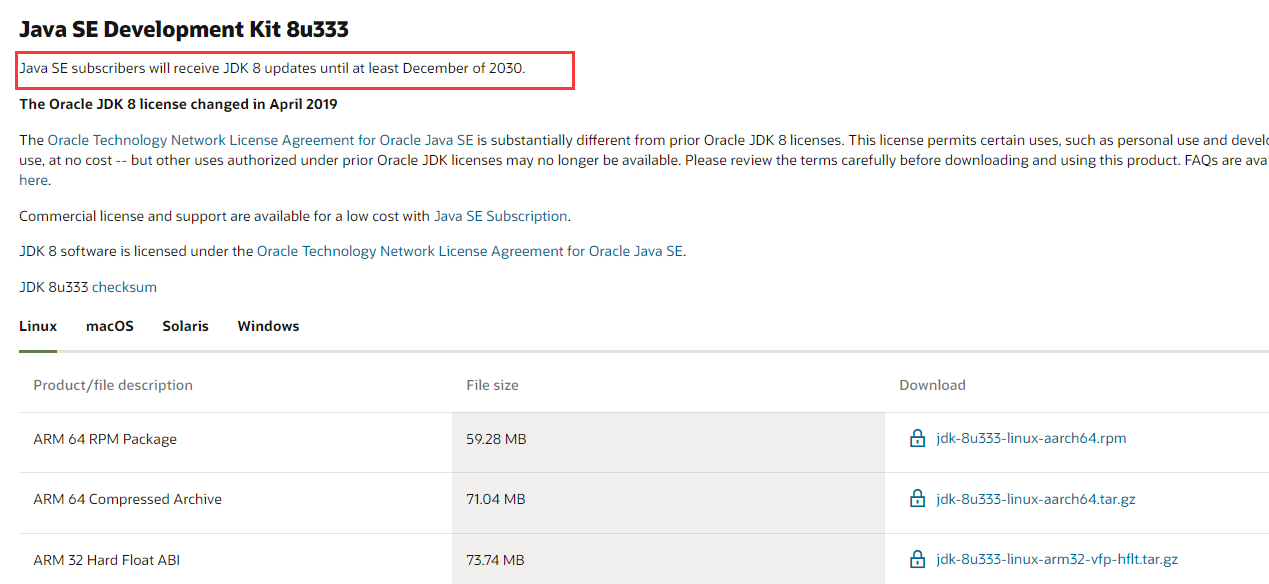 Java SE Development Kit 8u333
Java SE subscribers will receive JDK 8 updates until at least December of 2030.
The Oracle JDK 8 license changed in April 2019
The Oracle Technology Network License Agreement for Oracle Java SE is substantially different from prior Oracle JDK 8 licenses. This license permits certain uses, such as personal use and
use, at no cost -- but other uses authorized under prior Oracle JDK licenses may no longer be available. Please review the terms carefully before downloading and using this product. FAQs are
here.
Commercial license and support are available for a low cost with Java SE Subscription.
JDK 8 software is licensed under the Oracle Technology Network License Agreement for Oracle Java SE.
JDK 8u333 checksum
Linux macOS Solaris Windows
Product/file description File size Download
ARM 64 RPM Package 59.28 MB jdk-8u333-linux-aarch64.rpm
ARM 64 Compressed Archive 71.04 MB jdk-8u333-linux-aarch64.tar.gz
ARM 32 Hard Float ABI 73.74 MB jdk-8u333-linux-arm32-vfp-hflt.tar.gz